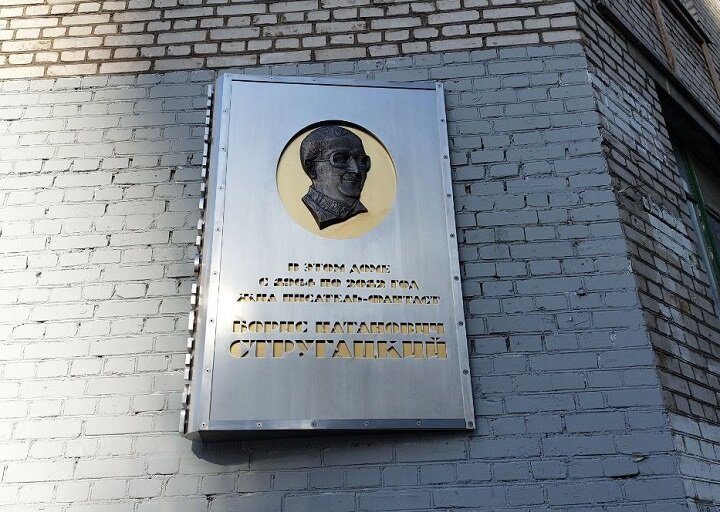 В ЭТОМ ДОМЕ
С 1966 ПО 2012 ГОД
ЖИЛ ПИСАТЕЛЬ-ФАНТАСТ
БОРИС НАТАНОВИЧ
СТРУГАЦКИЙ